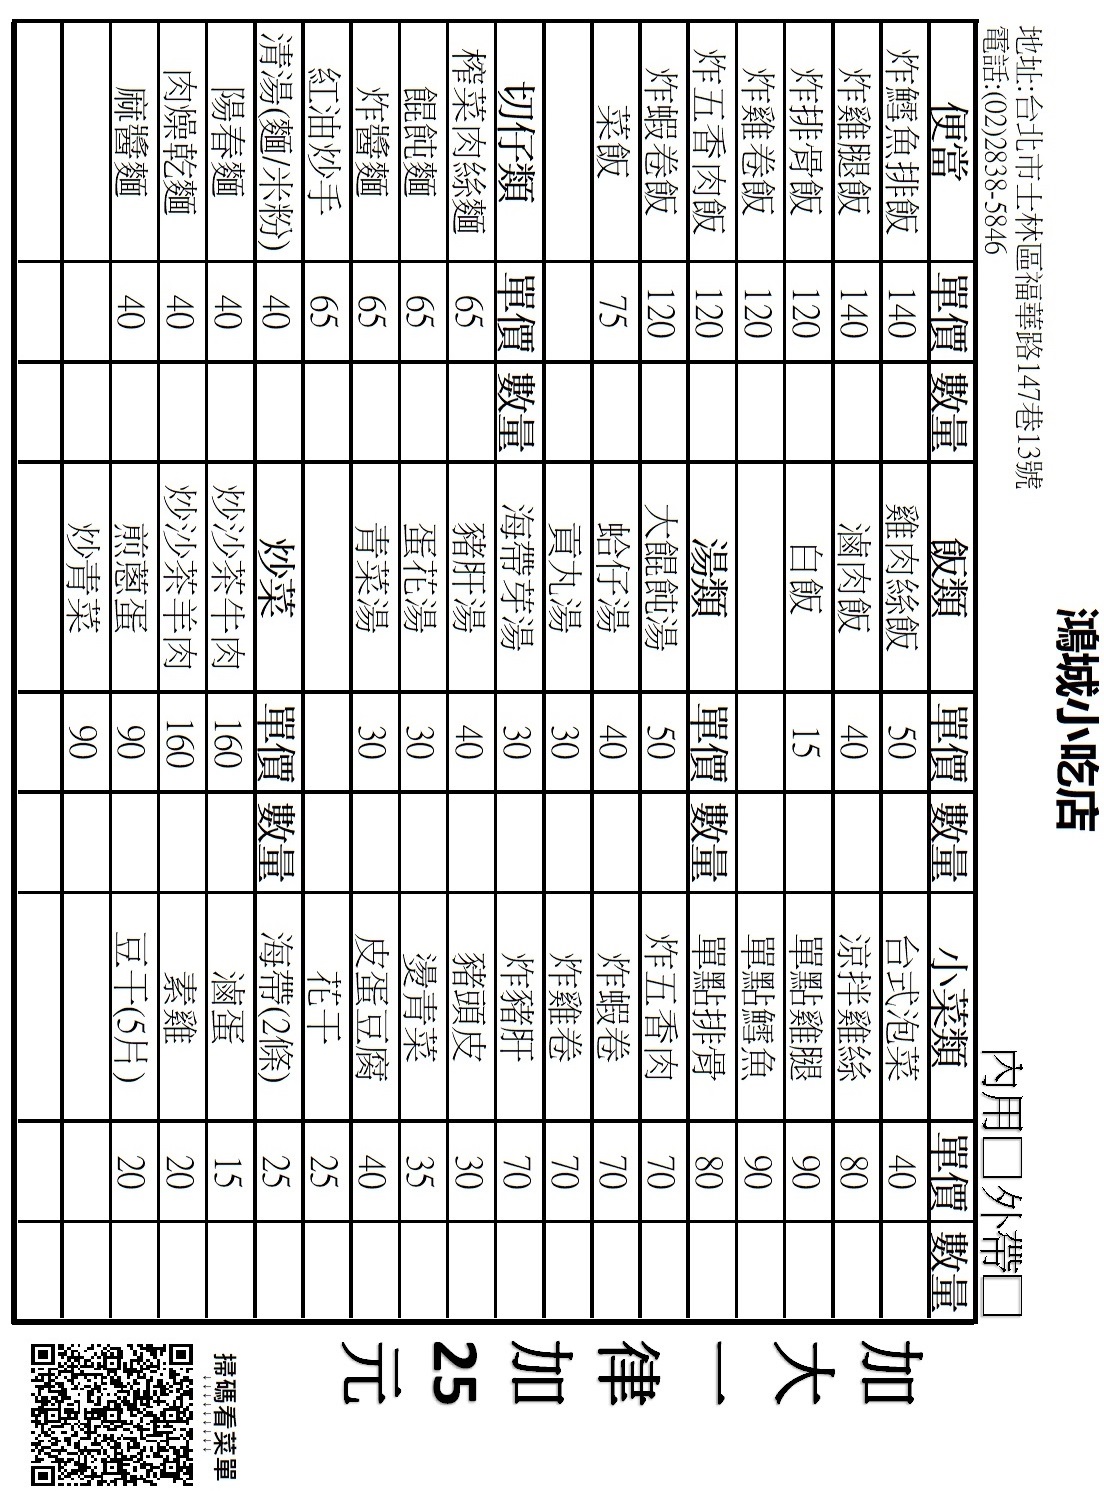 鴻城小吃店
地址:台北市士林區福華路147巷13號
電話:(02)2838-5846
內用□ 外帶□
便當 單價 數量 飯類 單價 數量 小菜類 單價 數量
炸鱈魚排飯 140 雞肉絲飯 50 台式泡菜 40
炸雞腿飯 140 滷肉飯 40 涼拌雞絲 80
炸排骨飯 120 白飯 15 單點雞腿 90
炸雞卷飯 120 單點鱈魚 90
炸五香肉飯 120 湯類 單價 數量 單點排骨 80
炸蝦卷飯 120 大餛飩湯 50 炸五香肉 70
菜飯 75 蛤仔湯 40 炸蝦卷 70
貢丸湯 30 炸雞卷 70
切仔類 單價 數量 海帶芽湯 30 炸豬肝 70
榨菜肉絲麵 65 豬肝湯 40 豬頭皮 30
餛飩麵 65 蛋花湯 30 燙青菜 35
炸醬麵 65 青菜湯 30 皮蛋豆腐 40
紅油炒手 65 花干 25
清湯(麵/米粉) 40 炒菜 單價 數量 海帶(2條) 25
陽春麵 40 炒沙茶牛肉 160 滷蛋 15
肉燥乾麵 40 炒沙茶羊肉 160 素雞 20
麻醬麵 40 煎蔥蛋 90 豆干(5片) 20
炒青菜 90
加大一律加25元
掃碼看菜單